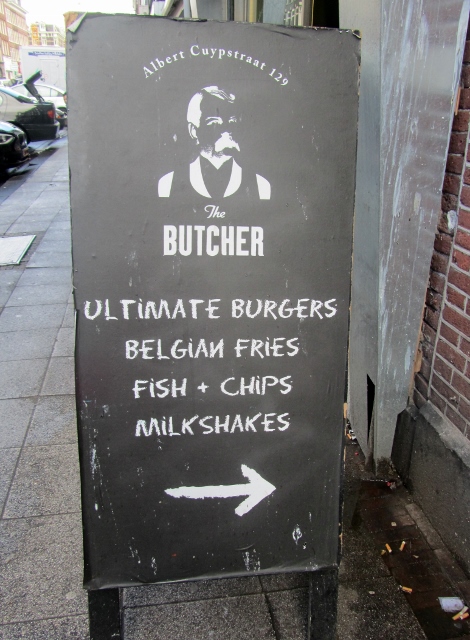 Albert Cuypstraat 129
The
BUTCHER
ULTIMATE BURGERS
BELGIAN FRIES
FISH + CHIPS
MILKSHAKES